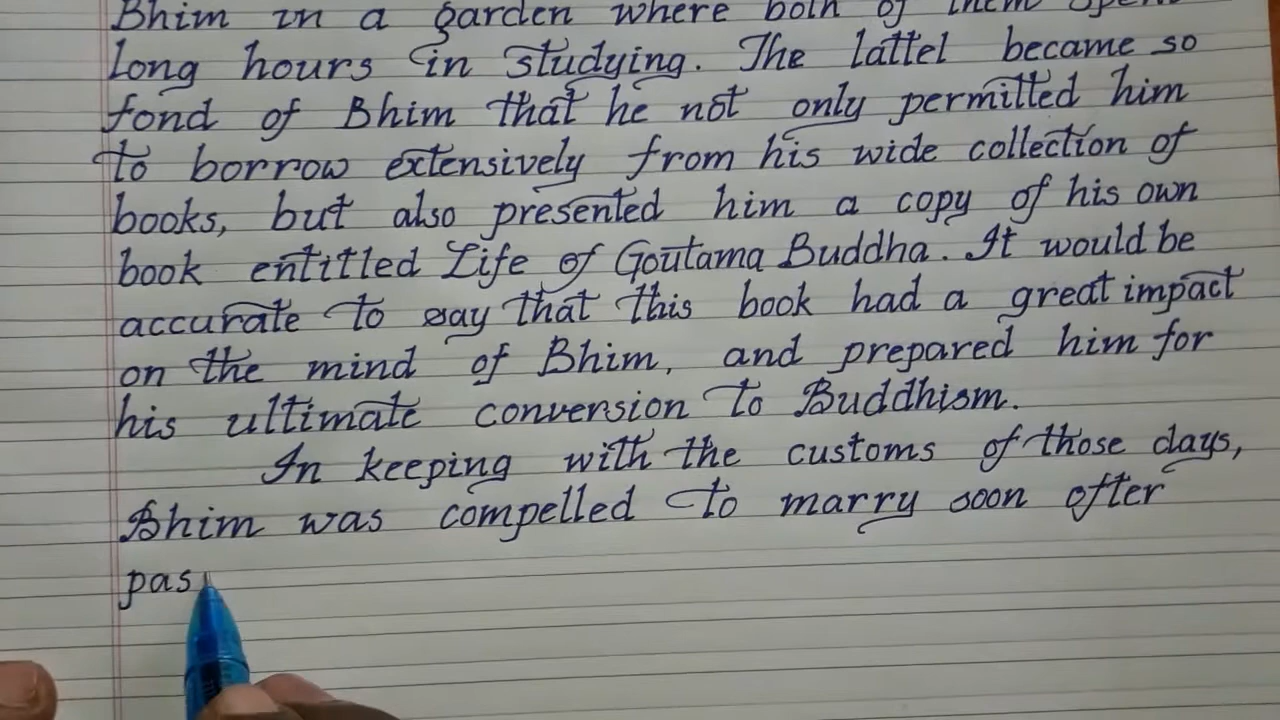 Bhim in a garden where both of them spent
long hours in studying. The lattel became so
fond of Bhim that he not only permitted him
to borrow extensively from his wide collection of
books, but also presented him a copy of his own
book entitled Life of Goutama Buddha. It would be
accurate to say that this book had a great impact
on the mind of Bhim, and prepared him for
his ultimate conversion to Buddhism.
In keeping with the customs of those days,
Bhim was compelled to marry soon ofter
pas